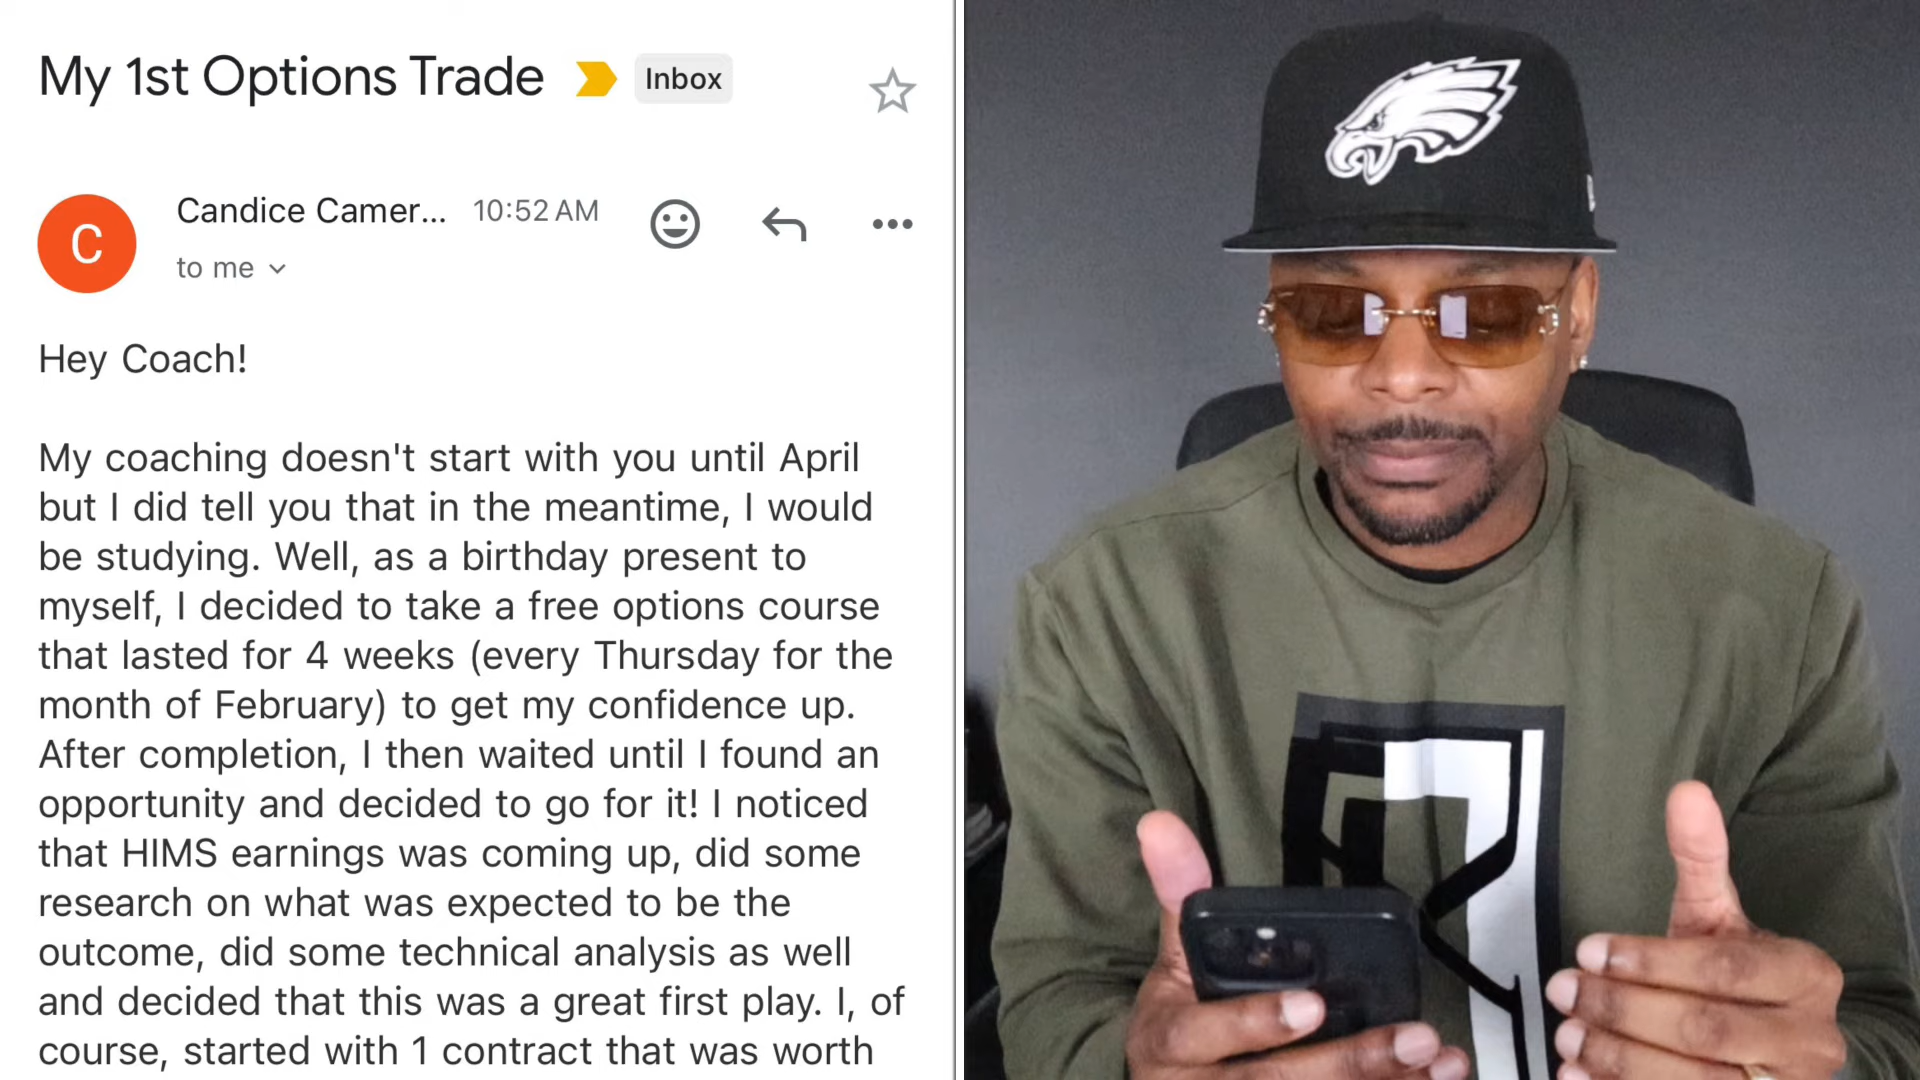 My 1st Options Trade Inbox
Candice Camer... 10:52 AM
to me
C
Hey Coach!
My coaching doesn't start with you until April
but I did tell you that in the meantime, I would
be studying. Well, as a birthday present to
myself, I decided to take a free options course
that lasted for 4 weeks (every Thursday for the
month of February) to get my confidence up.
After completion, I then waited until I found an
opportunity and decided to go for it! I noticed
that HIMS earnings was coming up, did some
research on what was expected to be the
outcome, did some technical analysis as well
and decided that this was a great first play. I, of
course, started with 1 contract that was worth